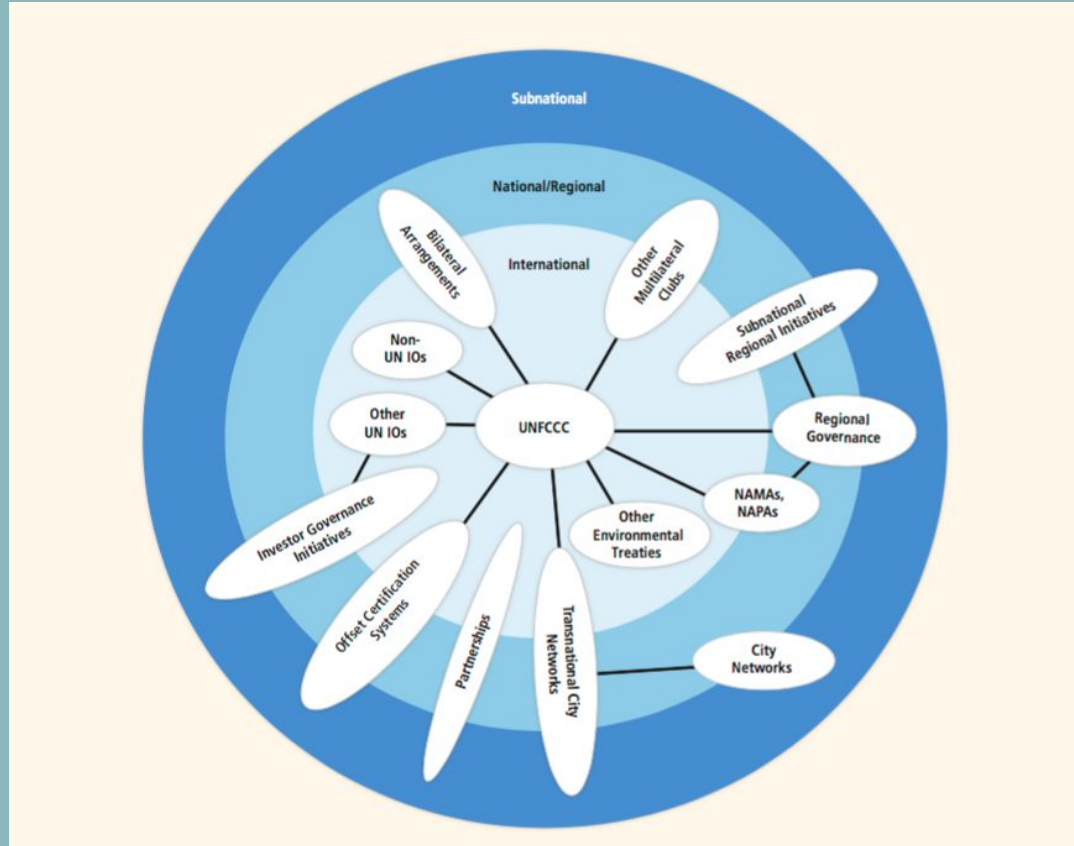 Subnational
National/Regional
International
Bilateral
Arrangements
Other
Multilateral
Clubs
Subnational
Regional Initiatives
Non-
UN IOs
Other
UN IOs
UNFCCC
Regional
Governance
NAMAs,
NAPAs
Other
Environmental
Treaties
Investor Governance
Initiatives
Offset Certification
Systems
Partnerships
Transnational City
Networks
City
Networks